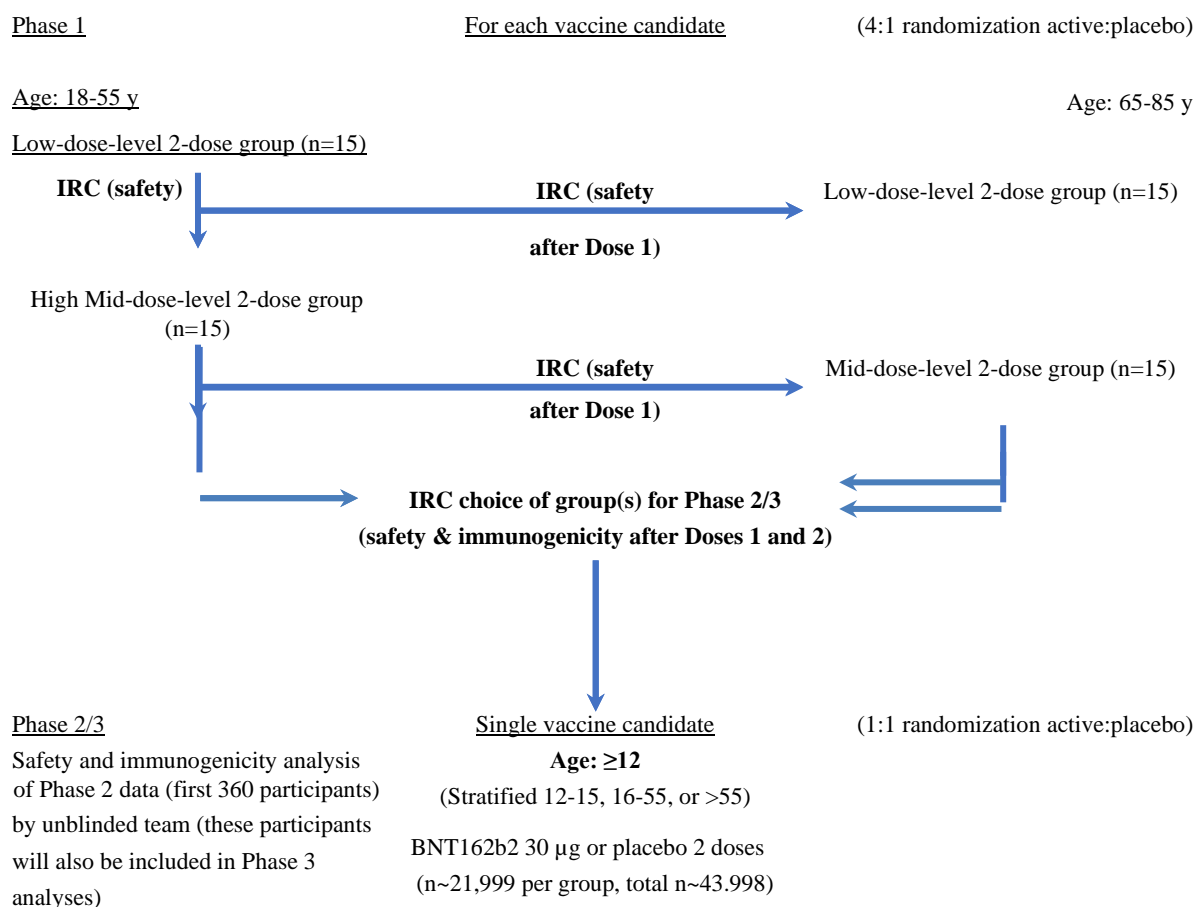 Phase 1 For each vaccine candidate (4:1 randomization active:placebo)
Age: 18-55 y Age: 65-85 y
Low-dose-level 2-dose group (n=15)
IRC (safety) IRC (safety Low-dose-level 2-dose group (n=15)
after Dose 1)
High Mid-dose-level 2-dose group
(n=15)
IRC (safety Mid-dose-level 2-dose group (n=15)
after Dose 1)
IRC choice of group(s) for Phase 2/3
(safety & immunogenicity after Doses 1 and 2)
Phase 2/3 Single vaccine candidate (1:1 randomization active:placebo)
Safety and immunogenicity analysis
of Phase 2 data (first 360 participants)
by unblinded team (these participants
will also be included in Phase 3
analyses)
Age: ≥12
(Stratified 12-15, 16-55, or >55)
BNT162b2 30 µg or placebo 2 doses
(n~21,999 per group, total n~43.998)